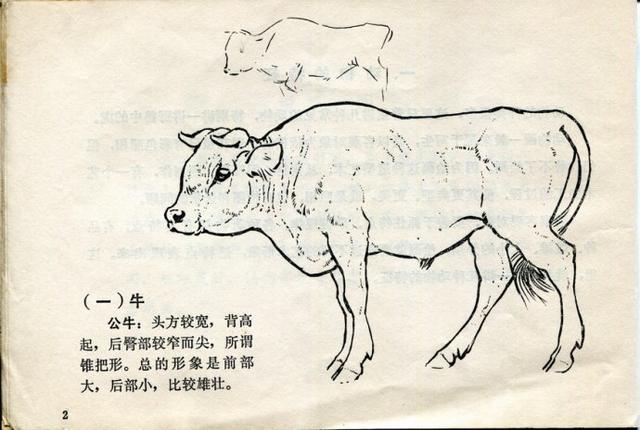 （一）牛
公牛：头方较宽，背高
起，后臀部较窄而尖，所谓
锥把形。总的形象是前部
大，后部小，比较雄壮。
2